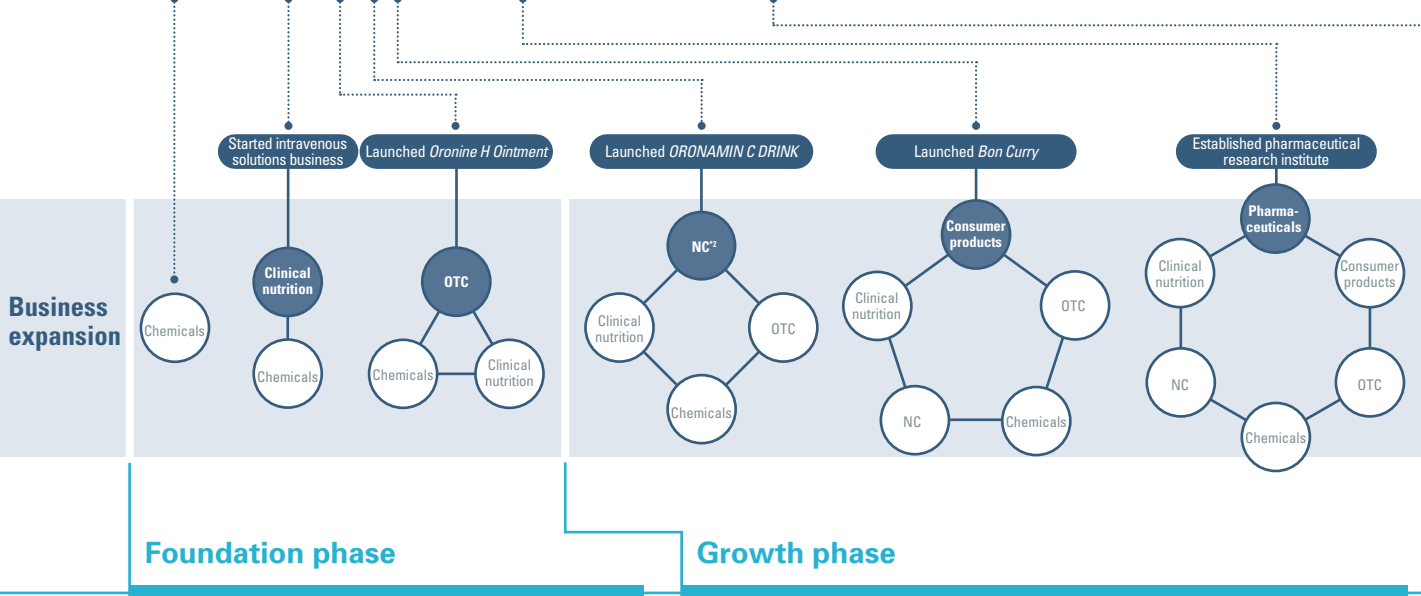 Started intravenous
solutions business
Launched Oronine H Ointment
Launched ORONAMIN C DRINK
Launched Bon Curry
Established pharmaceutical
research institute
Business
expansion
Chemicals
Clinical
nutrition
Chemicals
OTC
Chemicals
Clinical
nutrition
NC*2
Clinical
nutrition
OTC
Chemicals
Consumer
products
Clinical
nutrition
OTC
NC
Chemicals
Pharma-
ceuticals
Clinical
nutrition
Consumer
products
NC
OTC
Chemicals
Foundation phase
Growth phase